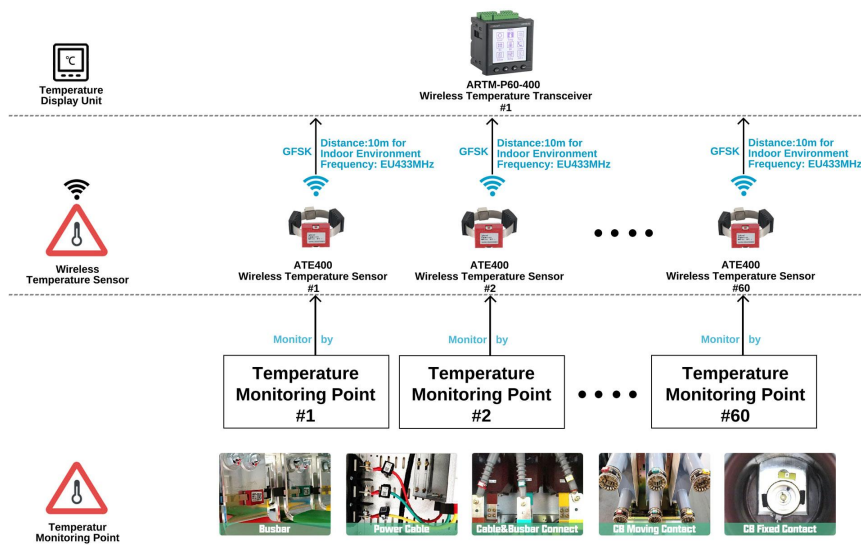 ℃
Temperature
Display Unit
ARTM-P60-400
Wireless Temperature Transceiver
#1
GFSK
Distance:10m for
Indoor Environment
Frequency: EU433MHz
GFSK
Distance:10m for
Indoor Environment
Frequency: EU433MHz
GFSK
Distance:10m for
Indoor Environment
Frequency: EU433MHz
Wireless
Temperature Sensor
ATE400
Wireless Temperature Sensor
#1
ATE400
Wireless Temperature Sensor
#2
ATE400
Wireless Temperature Sensor
#60
Monitor by
Monitor by
Monitor by
Temperature
Monitoring Point
#1
Temperature
Monitoring Point
#2
Temperature
Monitoring Point
#60
Temperatur
Monitoring Point
Busbar
Power Cable
Cable&Busbar Connect
CB Moving Contact
CB Fixed Contact